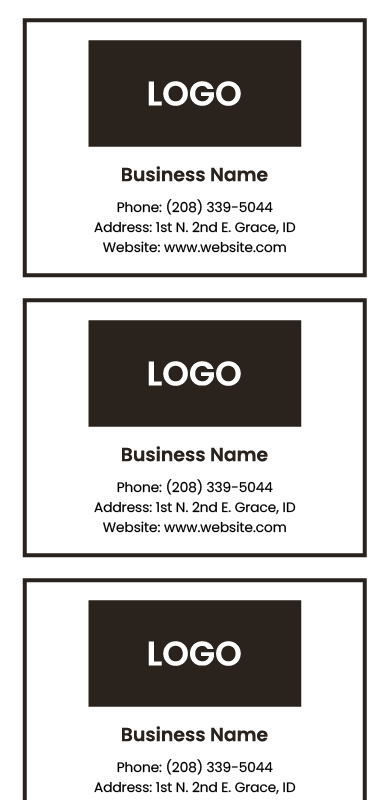 LOGO
Business Name
Phone: (208) 339-5044
Address: 1st N. 2nd E. Grace, ID
Website: www.website.com
LOGO
Business Name
Phone: (208) 339-5044
Address: 1st N. 2nd E. Grace, ID
Website: www.website.com
LOGO
Business Name
Phone: (208) 339-5044
Address: 1st N. 2nd E. Grace, ID